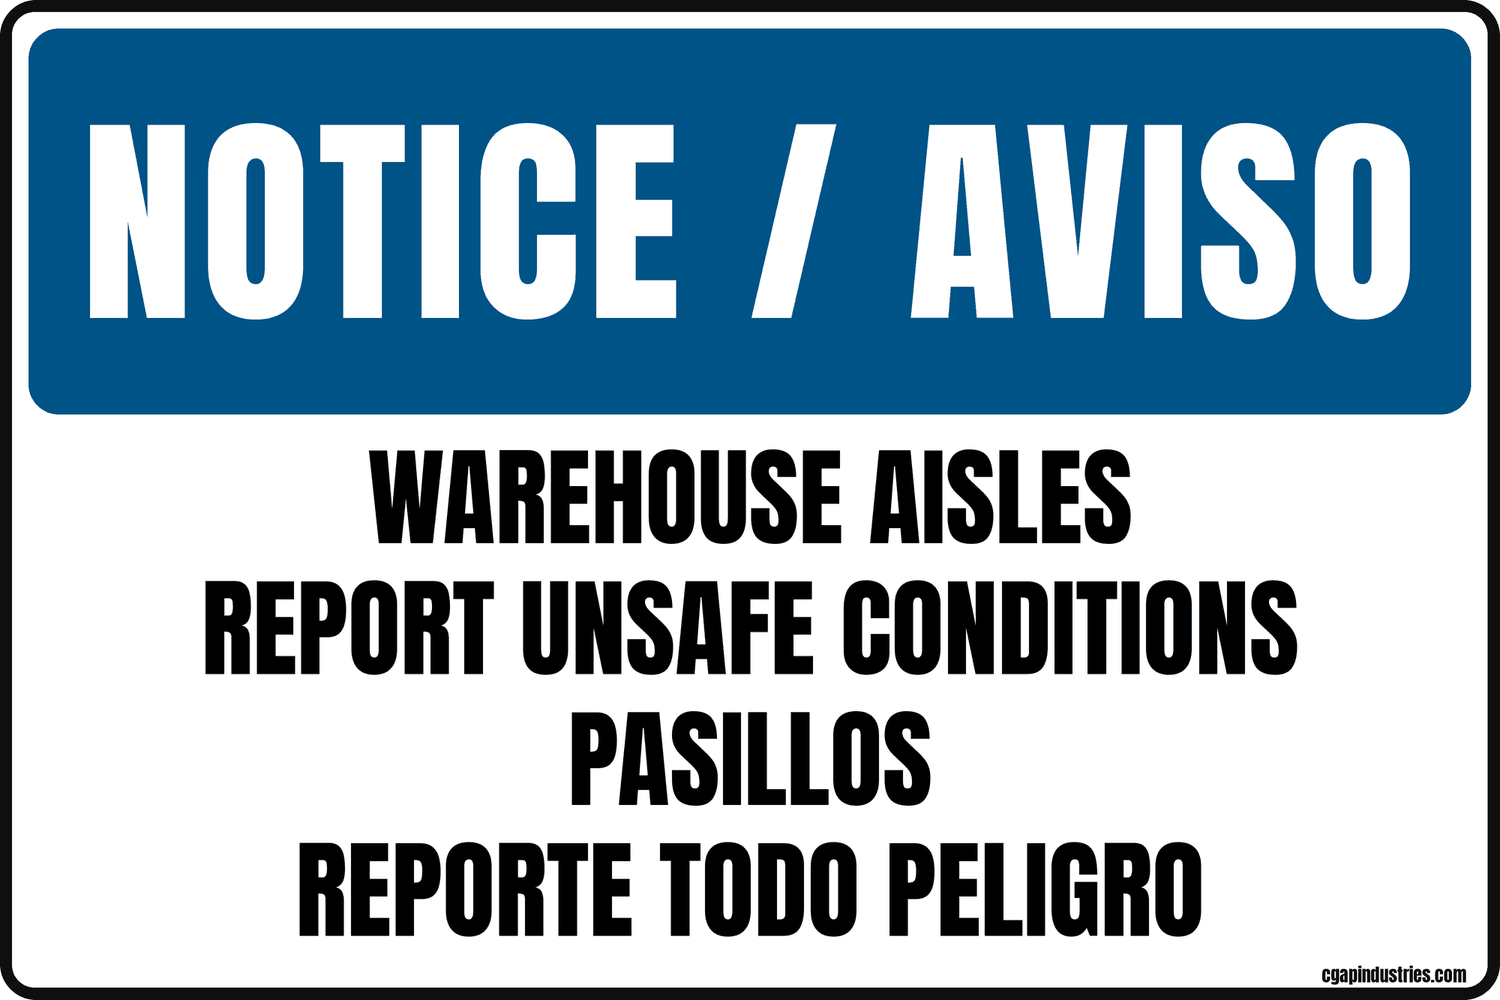 NOTICE / AVISO
WAREHOUSE AISLES
REPORT UNSAFE CONDITIONS
PASILLOS
REPORTE TODO PELIGRO
cgapindustries.com